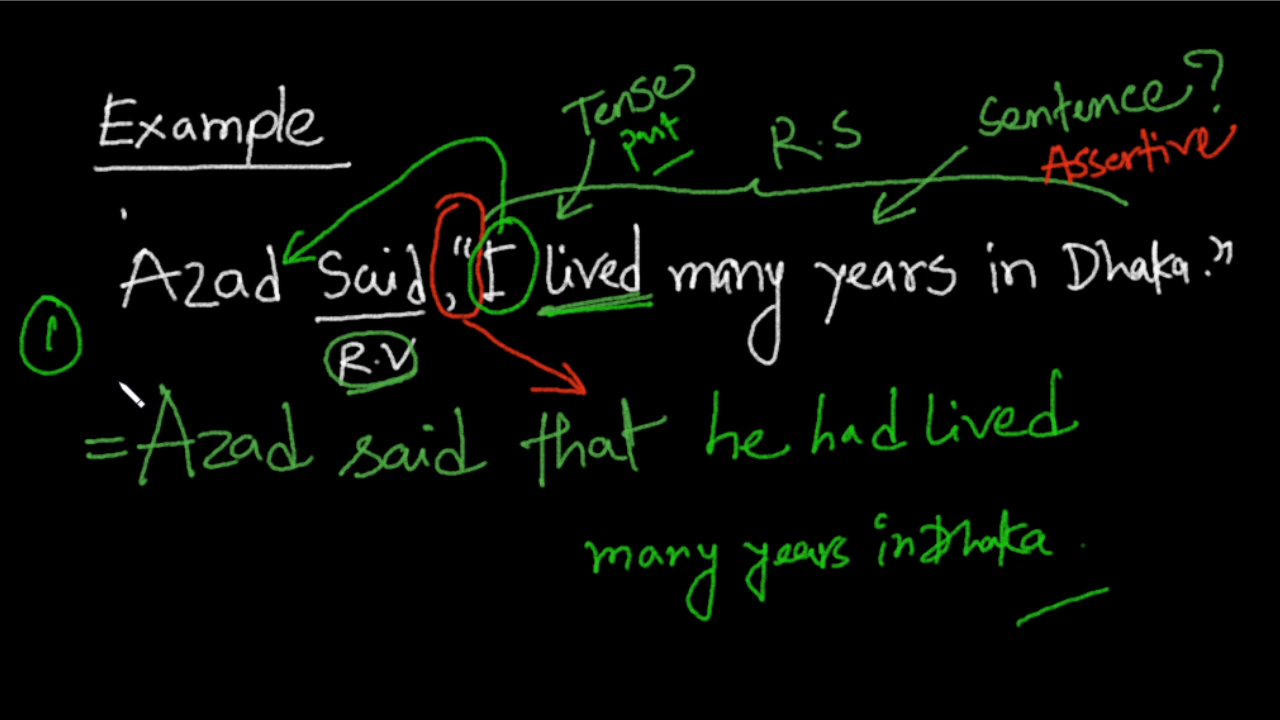 Example
Tense
past
R.S
Sentence?
Assertive
Azad Said, "I lived many years in Dhaka."
R.V
1
=Azad said that he had lived
many years in Dhaka.